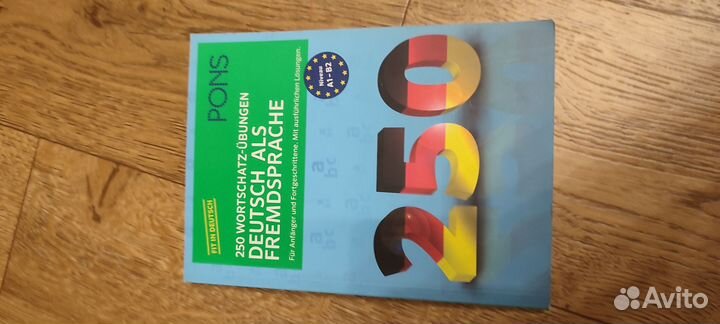 PONS
FIT IN DEUTSCH
250 WORTSCHATZ-ÜBUNGEN
DEUTSCH ALS
FREMDSPRACHE
Für Anfänger und Fortgeschrittene. Mit ausführlichen Lösungen.
Niveau
A1–B2
250
Avito